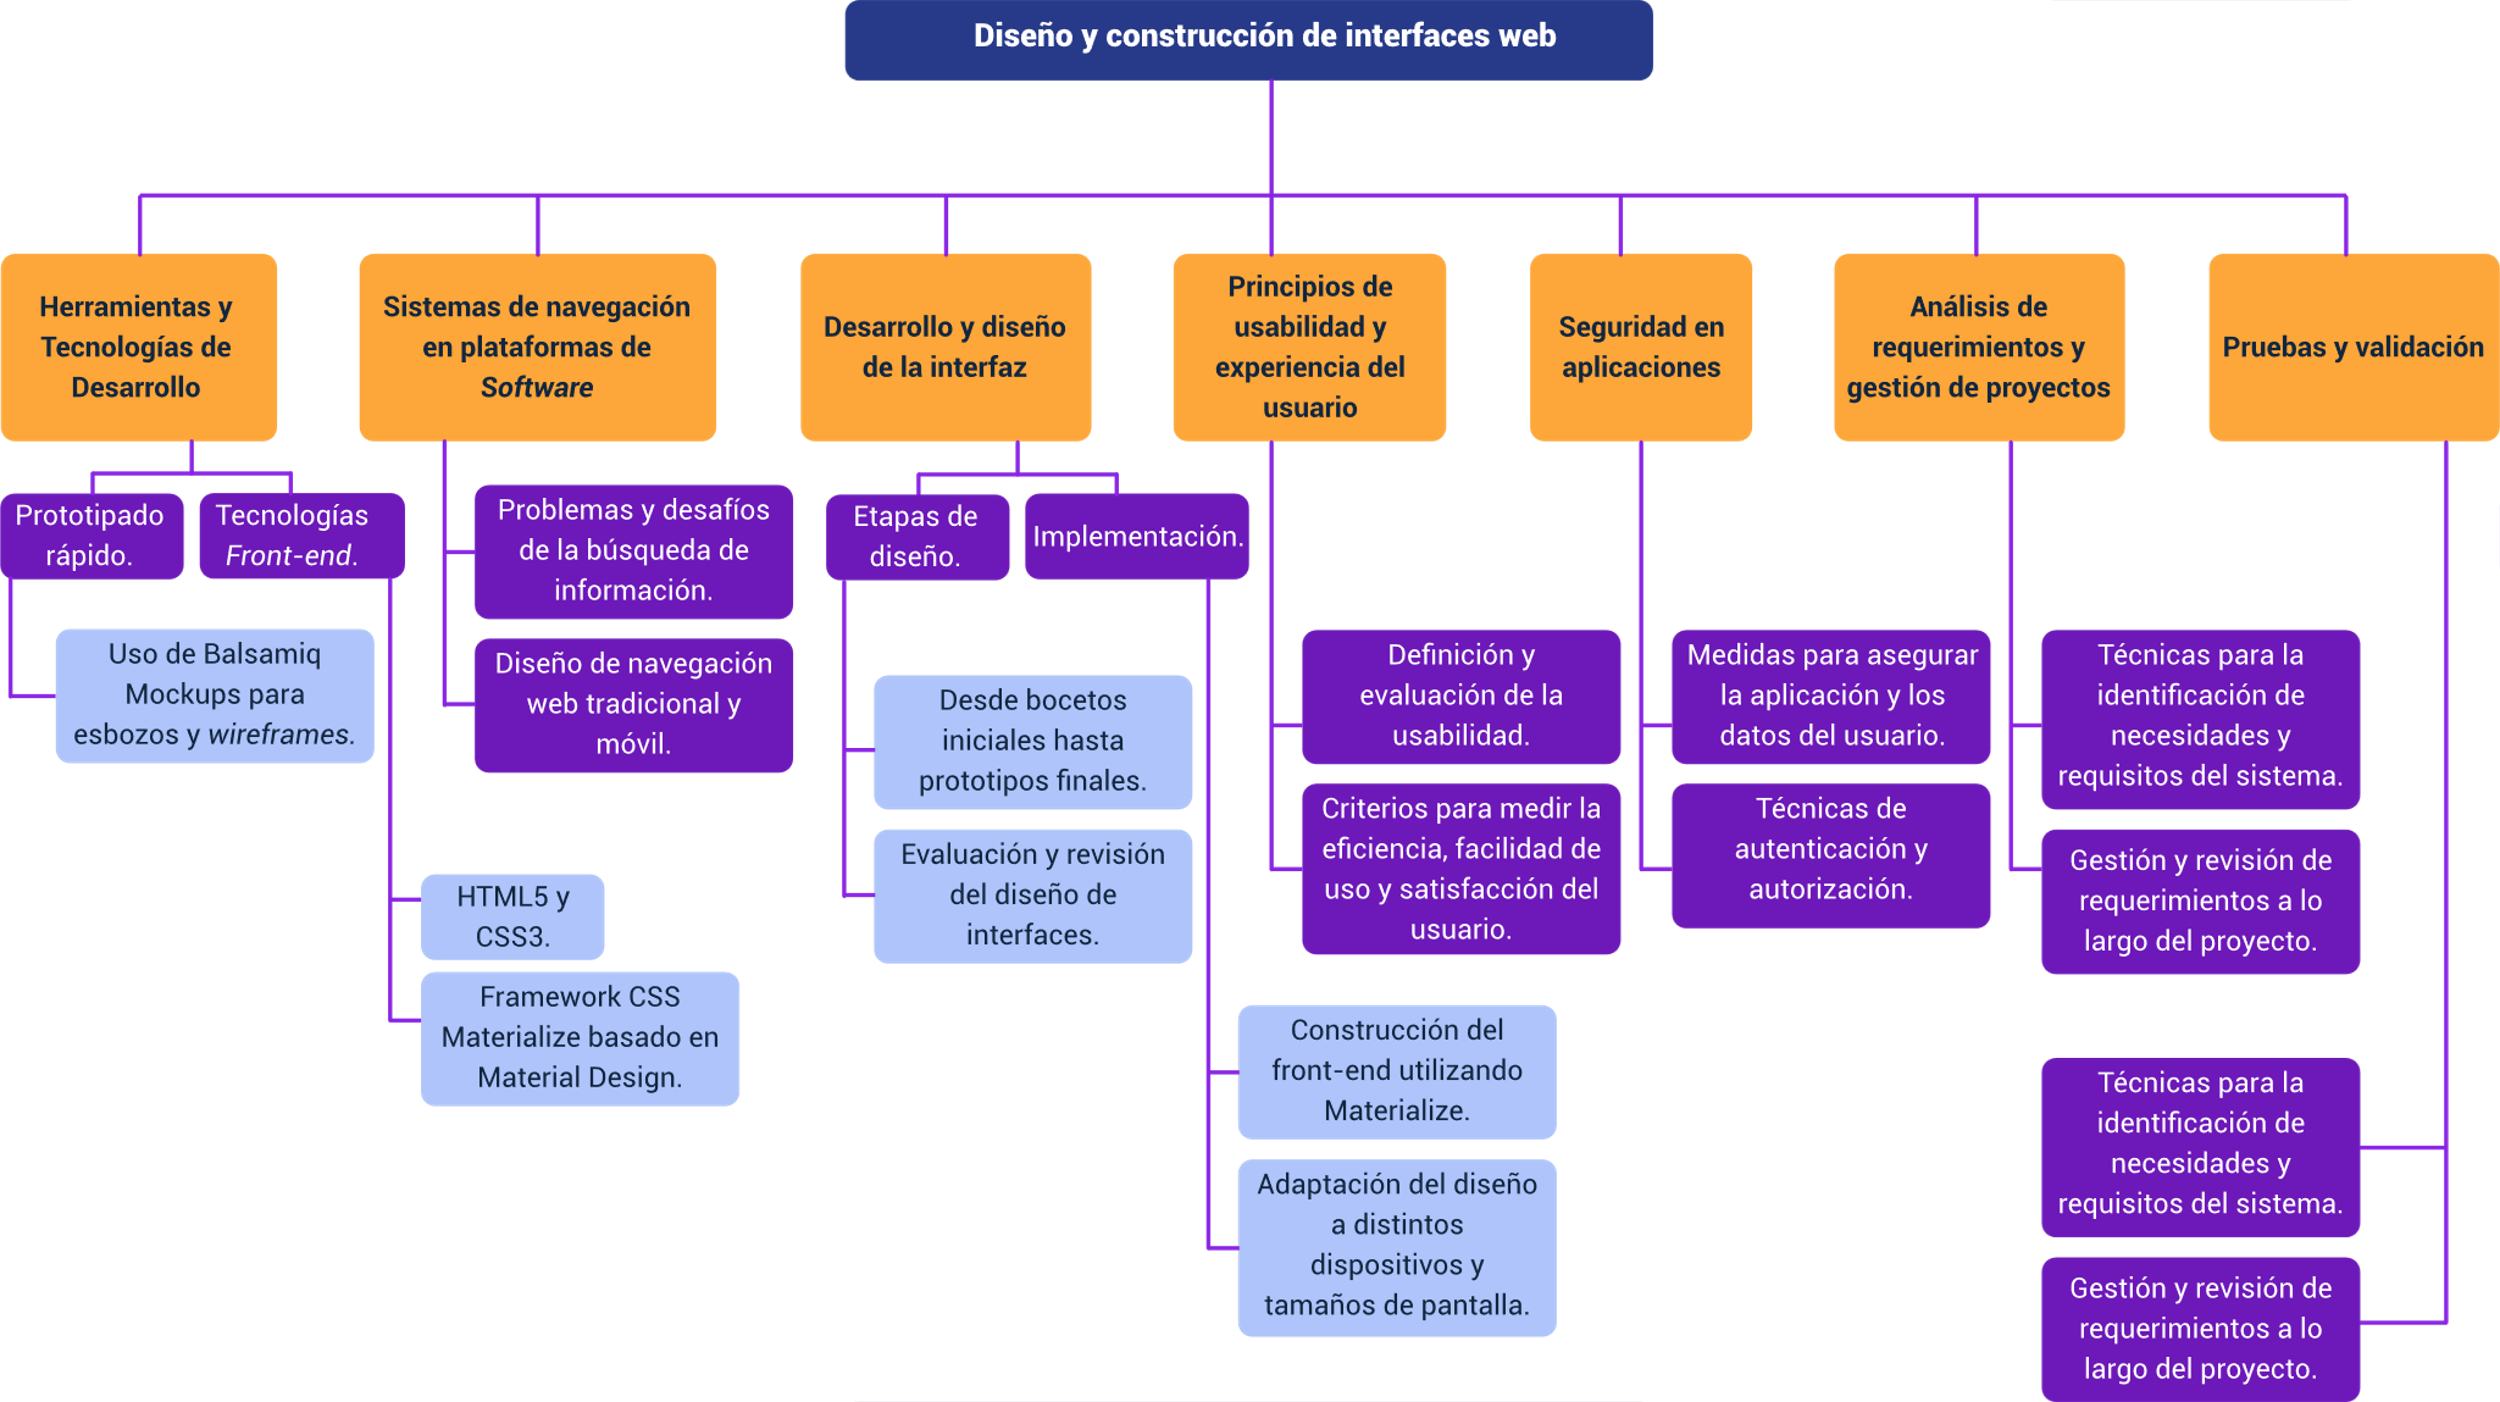 Diseño y construcción de interfaces web
Herramientas y
Tecnologías de
Desarrollo
Sistemas de navegación
en plataformas de
Software
Desarrollo y diseño
de la interfaz
Principios de
usabilidad y
experiencia del
usuario
Seguridad en
aplicaciones
Análisis de
requerimientos y
gestión de proyectos
Pruebas y validación
Prototipado
rápido.
Tecnologías
Front-end.
Uso de Balsamiq
Mockups para
esbozos y wireframes.
HTML5 y
CSS3.
Framework CSS
Materialize basado en
Material Design.
Problemas y desafíos
de la búsqueda de
información.
Diseño de navegación
web tradicional y
móvil.
Etapas de
diseño.
Implementación.
Desde bocetos
iniciales hasta
prototipos finales.
Evaluación y revisión
del diseño de
interfaces.
Construcción del
front-end utilizando
Materialize.
Adaptación del diseño
a distintos
dispositivos y
tamaños de pantalla.
Definición y
evaluación de la
usabilidad.
Criterios para medir la
eficiencia, facilidad de
uso y satisfacción del
usuario.
Medidas para asegurar
la aplicación y los
datos del usuario.
Técnicas de
autenticación y
autorización.
Técnicas para la
identificación de
necesidades y
requisitos del sistema.
Gestión y revisión de
requerimientos a lo
largo del proyecto.
Técnicas para la
identificación de
necesidades y
requisitos del sistema.
Gestión y revisión de
requerimientos a lo
largo del proyecto.